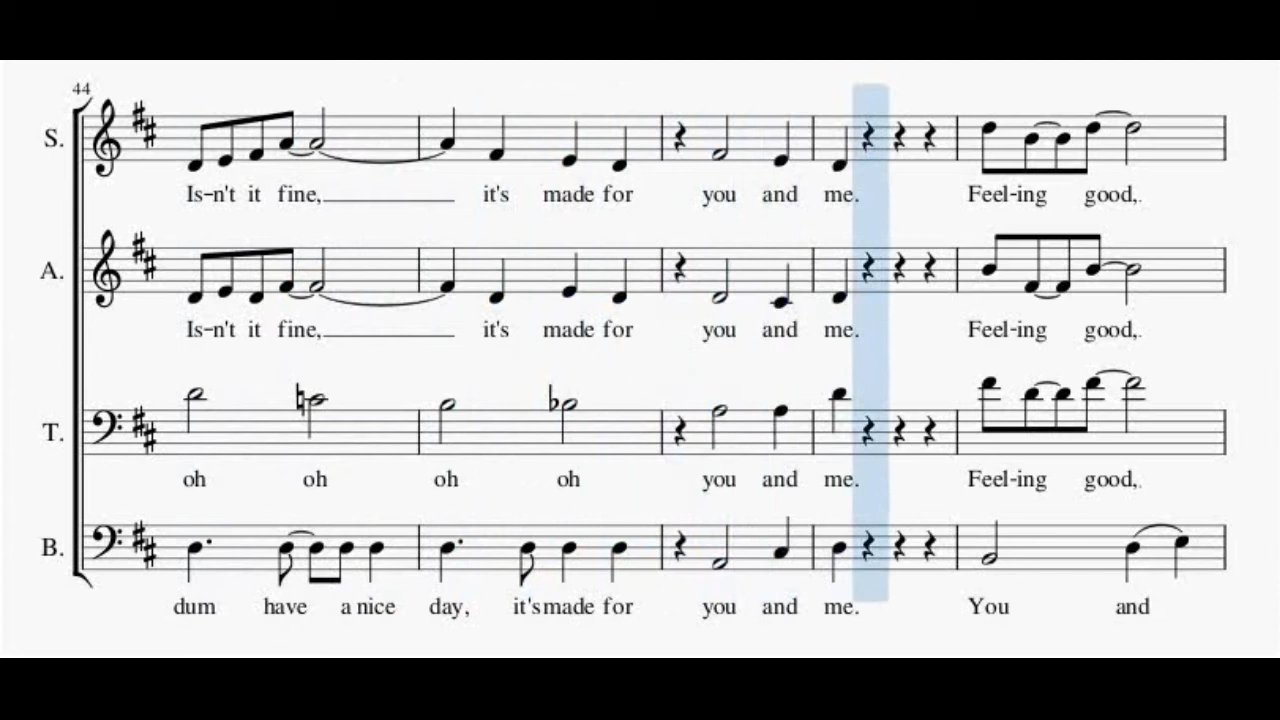 44
S.
Is-n't it fine, it's made for you and me. Feel-ing good,
A.
Is-n't it fine, it's made for you and me. Feel-ing good,
T.
oh oh oh oh you and me. Feel-ing good,
B.
dum have a nice day, it's made for you and me. You and